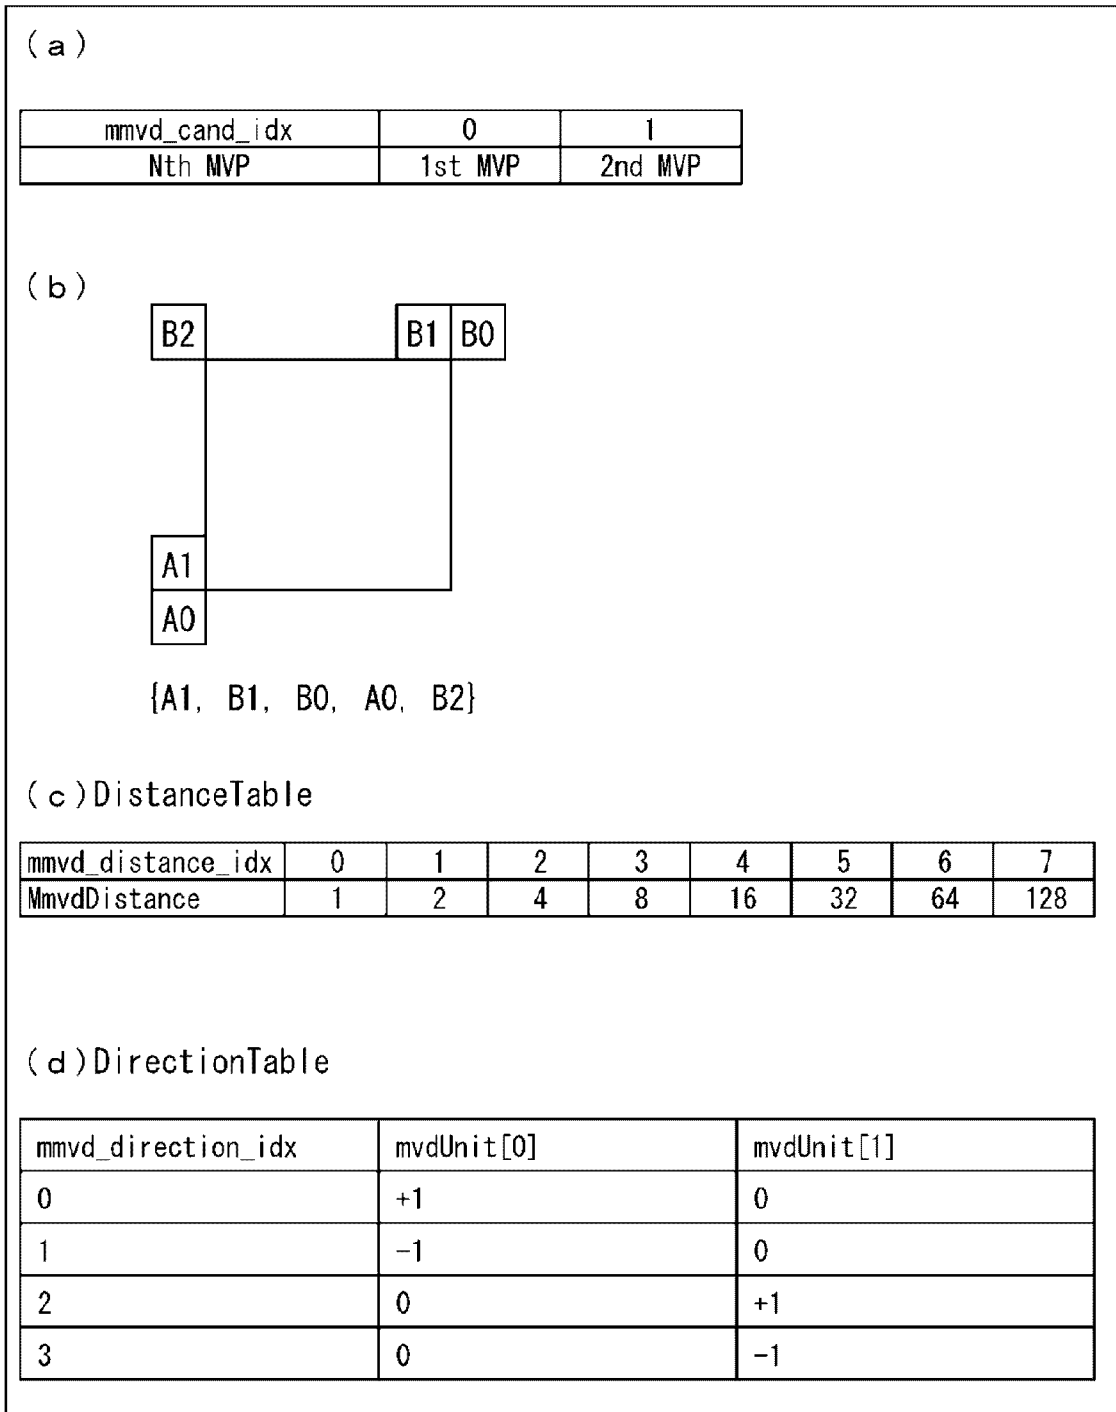 (a)
mmvd_cand_idx 0 1
Nth MVP 1st MVP 2nd MVP
(b)
B2 B1 B0
A1
A0
{A1, B1, B0, A0, B2}
(c)DistanceTable
mmvd_distance_idx 0 1 2 3 4 5 6 7
MmvdDistance 1 2 4 8 16 32 64 128
(d)DirectionTable
mmvd_direction_idx mvdUnit[0] mvdUnit[1]
0 +1 0
1 -1 0
2 0 +1
3 0 -1